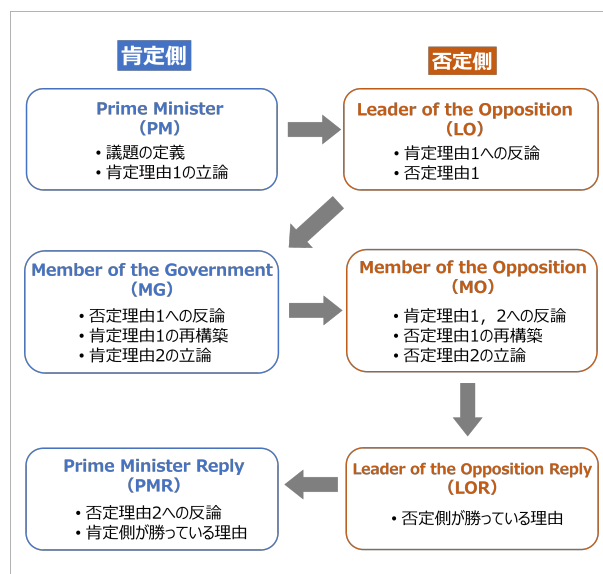 肯定側
否定側
Prime Minister
（PM）
• 議題の定義
• 肯定理由1の立論
Leader of the Opposition
（LO）
• 肯定理由1への反論
• 否定理由1
Member of the Government
（MG）
• 否定理由1への反論
• 肯定理由1の再構築
• 肯定理由2の立論
Member of the Opposition
（MO）
• 肯定理由1，2への反論
• 否定理由1の再構築
• 否定理由2の立論
Leader of the Opposition Reply
（LOR）
• 否定側が勝っている理由
Prime Minister Reply
（PMR）
• 否定理由2への反論
• 肯定側が勝っている理由